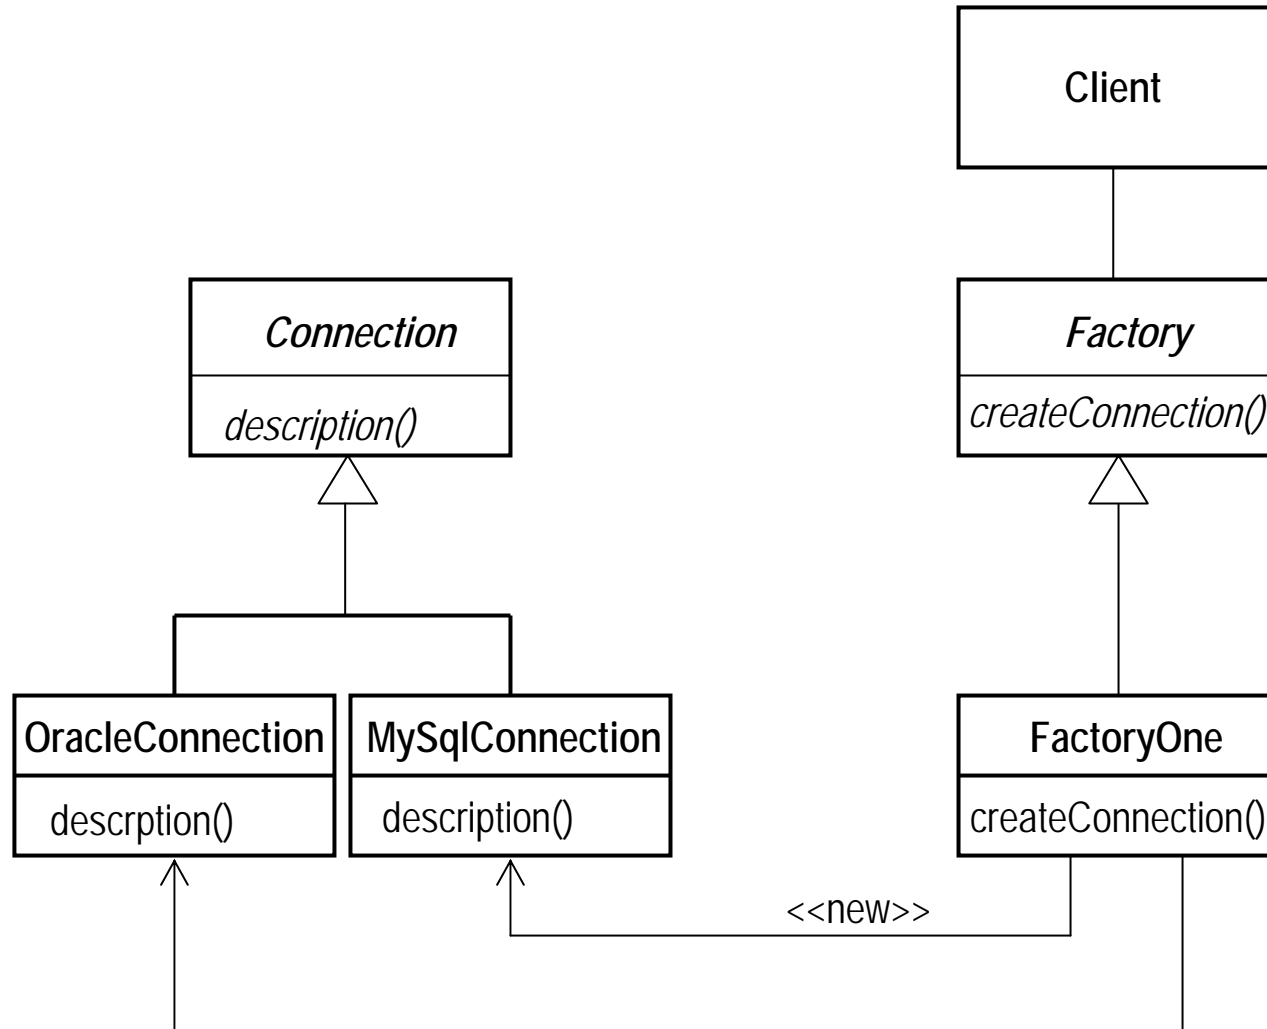 Client
Connection
description()
Factory
createConnection()
OracleConnection
descrption()
MySqlConnection
description()
FactoryOne
createConnection()
<<new>>